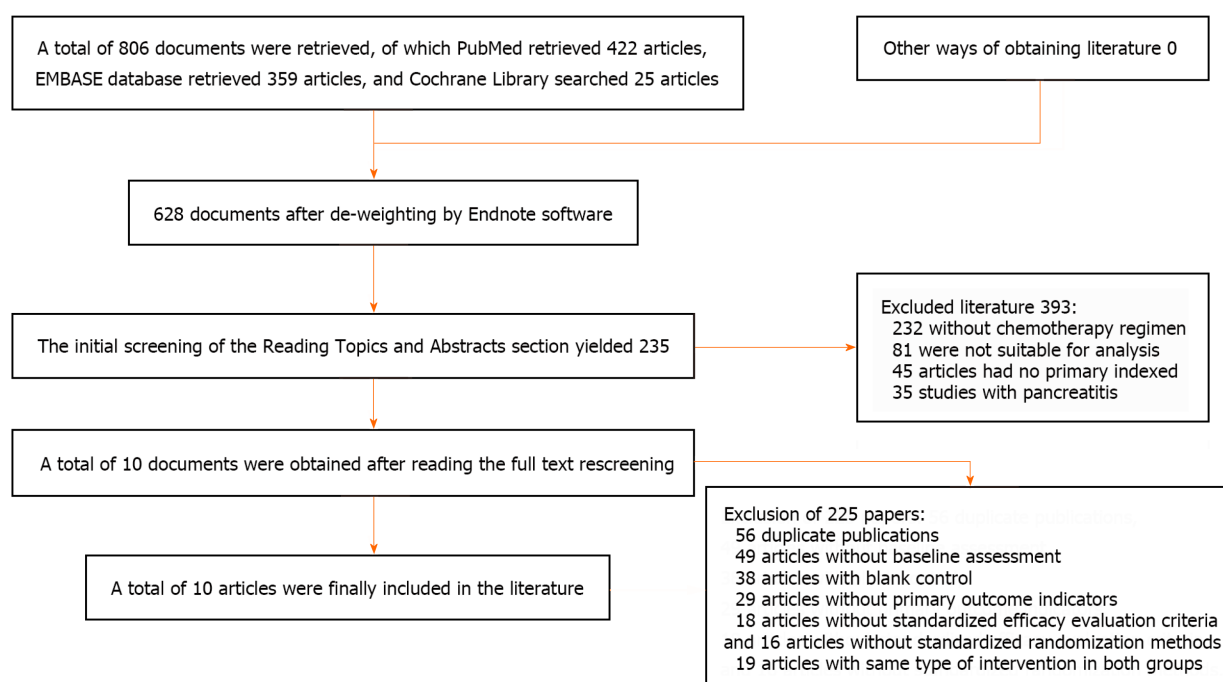 A total of 806 documents were retrieved, of which PubMed retrieved 422 articles,
EMBASE database retrieved 359 articles, and Cochrane Library searched 25 articles
Other ways of obtaining literature 0
628 documents after de-weighting by Endnote software
The initial screening of the Reading Topics and Abstracts section yielded 235
Excluded literature 393:
232 without chemotherapy regimen
81 were not suitable for analysis
45 articles had no primary indexed
35 studies with pancreatitis
A total of 10 documents were obtained after reading the full text rescreening
Exclusion of 225 papers:
56 duplicate publications
49 articles without baseline assessment
38 articles with blank control
29 articles without primary outcome indicators
18 articles without standardized efficacy evaluation criteria
and 16 articles without standardized randomization methods
19 articles with same type of intervention in both groups
A total of 10 articles were finally included in the literature